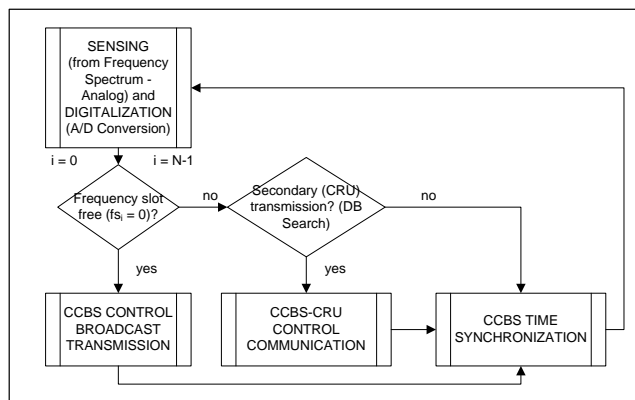 SENSING
(from Frequency
Spectrum -
Analog) and
DIGITALIZATION
(A/D Conversion)
i = 0
i = N-1
Frequency slot
free (fsᵢ = 0)?
no
Secondary (CRU)
transmission? (DB
Search)
no
yes
yes
CCBS CONTROL
BROADCAST
TRANSMISSION
CCBS-CRU
CONTROL
COMMUNICATION
CCBS TIME
SYNCHRONIZATION